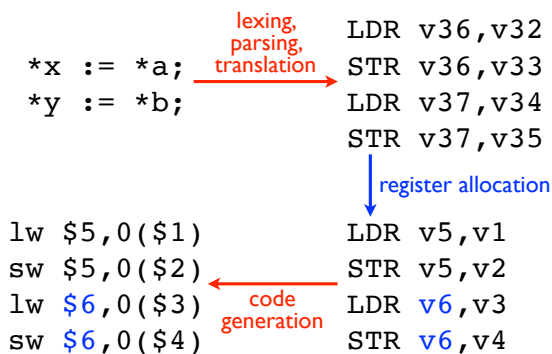 *x := *a;
*y := *b;
lexing,
parsing,
translation
LDR v36,v32
STR v36,v33
LDR v37,v34
STR v37,v35
register allocation
LDR v5,v1
STR v5,v2
LDR v6,v3
STR v6,v4
code
generation
lw $5,0($1)
sw $5,0($2)
lw $6,0($3)
sw $6,0($4)